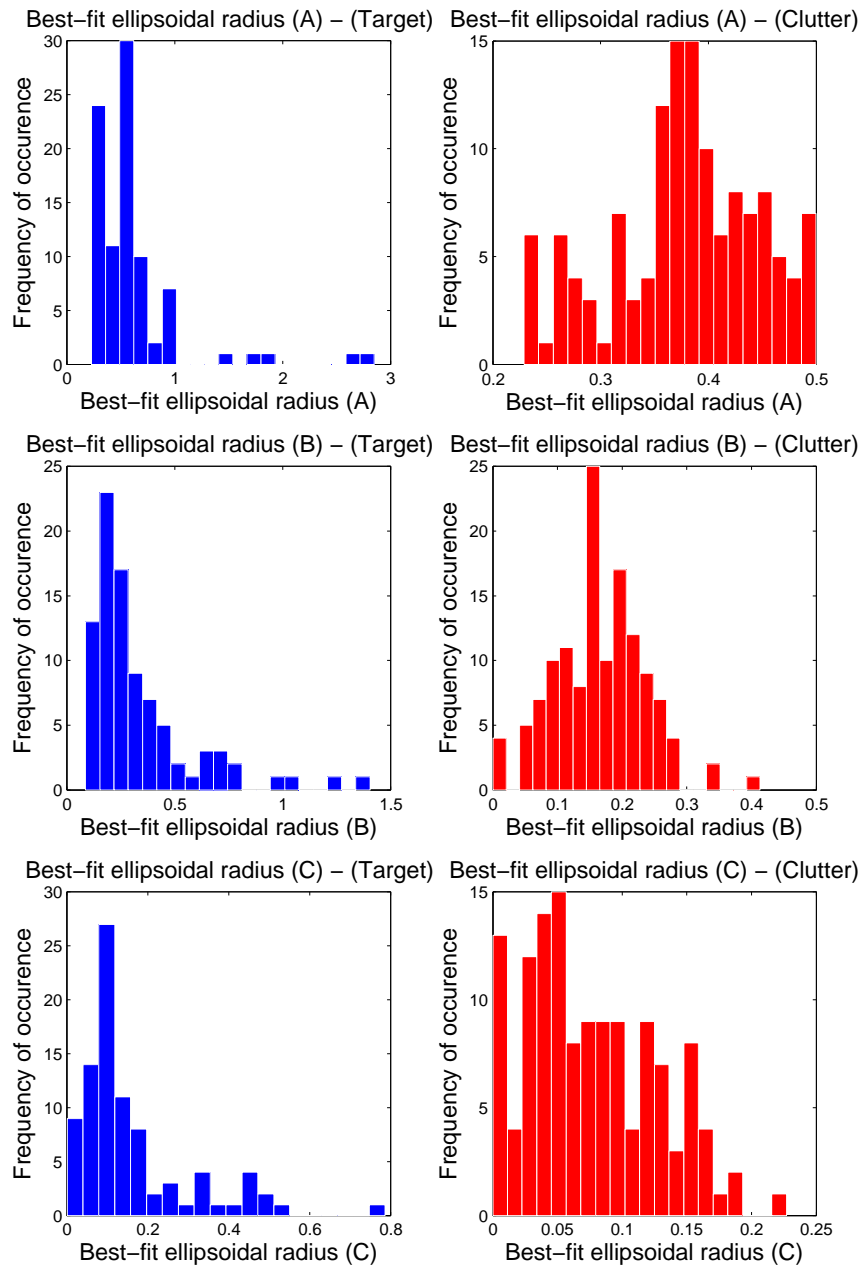 Best−fit ellipsoidal radius (A) − (Target)
30
25
20
15
10
5
0
Frequency of occurence
0 1 2 3
Best−fit ellipsoidal radius (A)
Best−fit ellipsoidal radius (A) − (Clutter)
15
10
5
0
Frequency of occurence
0.2 0.3 0.4 0.5
Best−fit ellipsoidal radius (A)
Best−fit ellipsoidal radius (B) − (Target)
25
20
15
10
5
0
Frequency of occurence
0 0.5 1 1.5
Best−fit ellipsoidal radius (B)
Best−fit ellipsoidal radius (B) − (Clutter)
25
20
15
10
5
0
Frequency of occurence
0 0.1 0.2 0.3 0.4 0.5
Best−fit ellipsoidal radius (B)
Best−fit ellipsoidal radius (C) − (Target)
30
25
20
15
10
5
0
Frequency of occurence
0 0.2 0.4 0.6 0.8
Best−fit ellipsoidal radius (C)
Best−fit ellipsoidal radius (C) − (Clutter)
15
10
5
0
Frequency of occurence
0 0.05 0.1 0.15 0.2 0.25
Best−fit ellipsoidal radius (C)